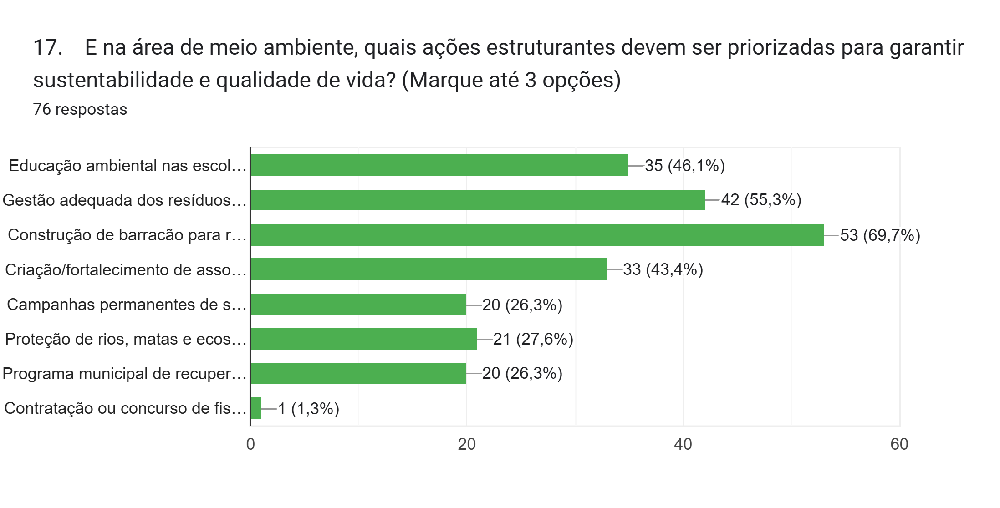 17. E na área de meio ambiente, quais ações estruturantes devem ser priorizadas para garantir
sustentabilidade e qualidade de vida? (Marque até 3 opções)
76 respostas
Educação ambiental nas escol… 35 (46,1%)
Gestão adequada dos resíduos… 42 (55,3%)
Construção de barracão para r… 53 (69,7%)
Criação/fortalecimento de asso… 33 (43,4%)
Campanhas permanentes de s… 20 (26,3%)
Proteção de rios, matas e ecos… 21 (27,6%)
Programa municipal de recuper… 20 (26,3%)
Contratação ou concurso de fis… 1 (1,3%)
0 20 40 60